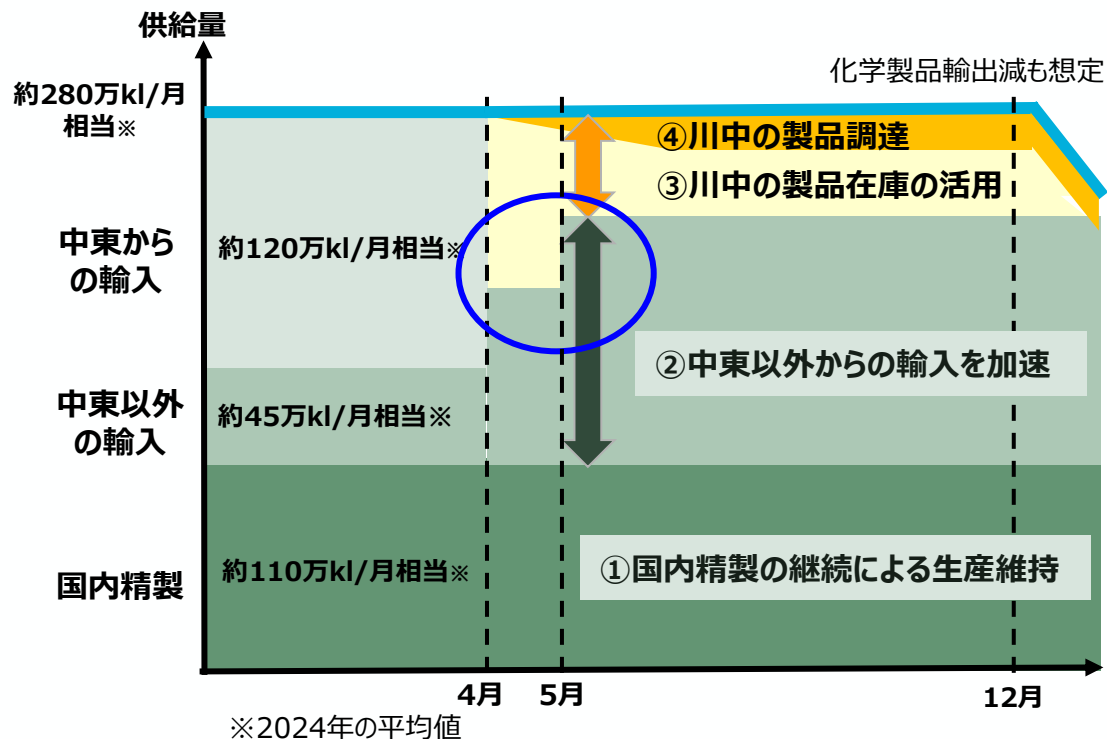 供給量
化学製品輸出減も想定
約280万kl/月
相当※
④川中の製品調達
③川中の製品在庫の活用
中東から
の輸入
約120万kl/月相当※
②中東以外からの輸入を加速
中東以外
の輸入
約45万kl/月相当※
国内精製
約110万kl/月相当※
①国内精製の継続による生産維持
4月
5月
12月
※2024年の平均値